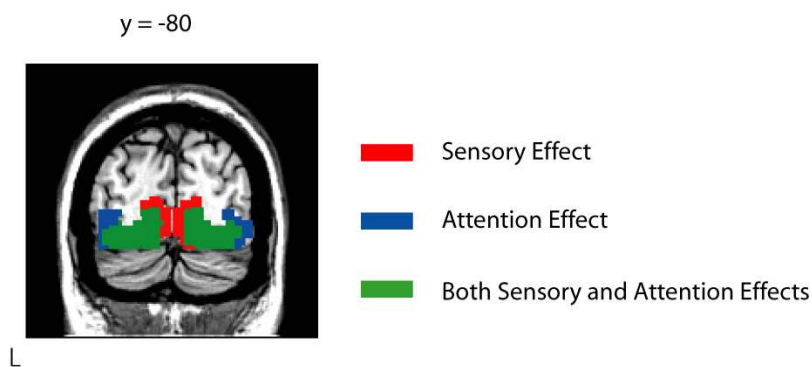 y = -80
Sensory Effect
Attention Effect
Both Sensory and Attention Effects
L